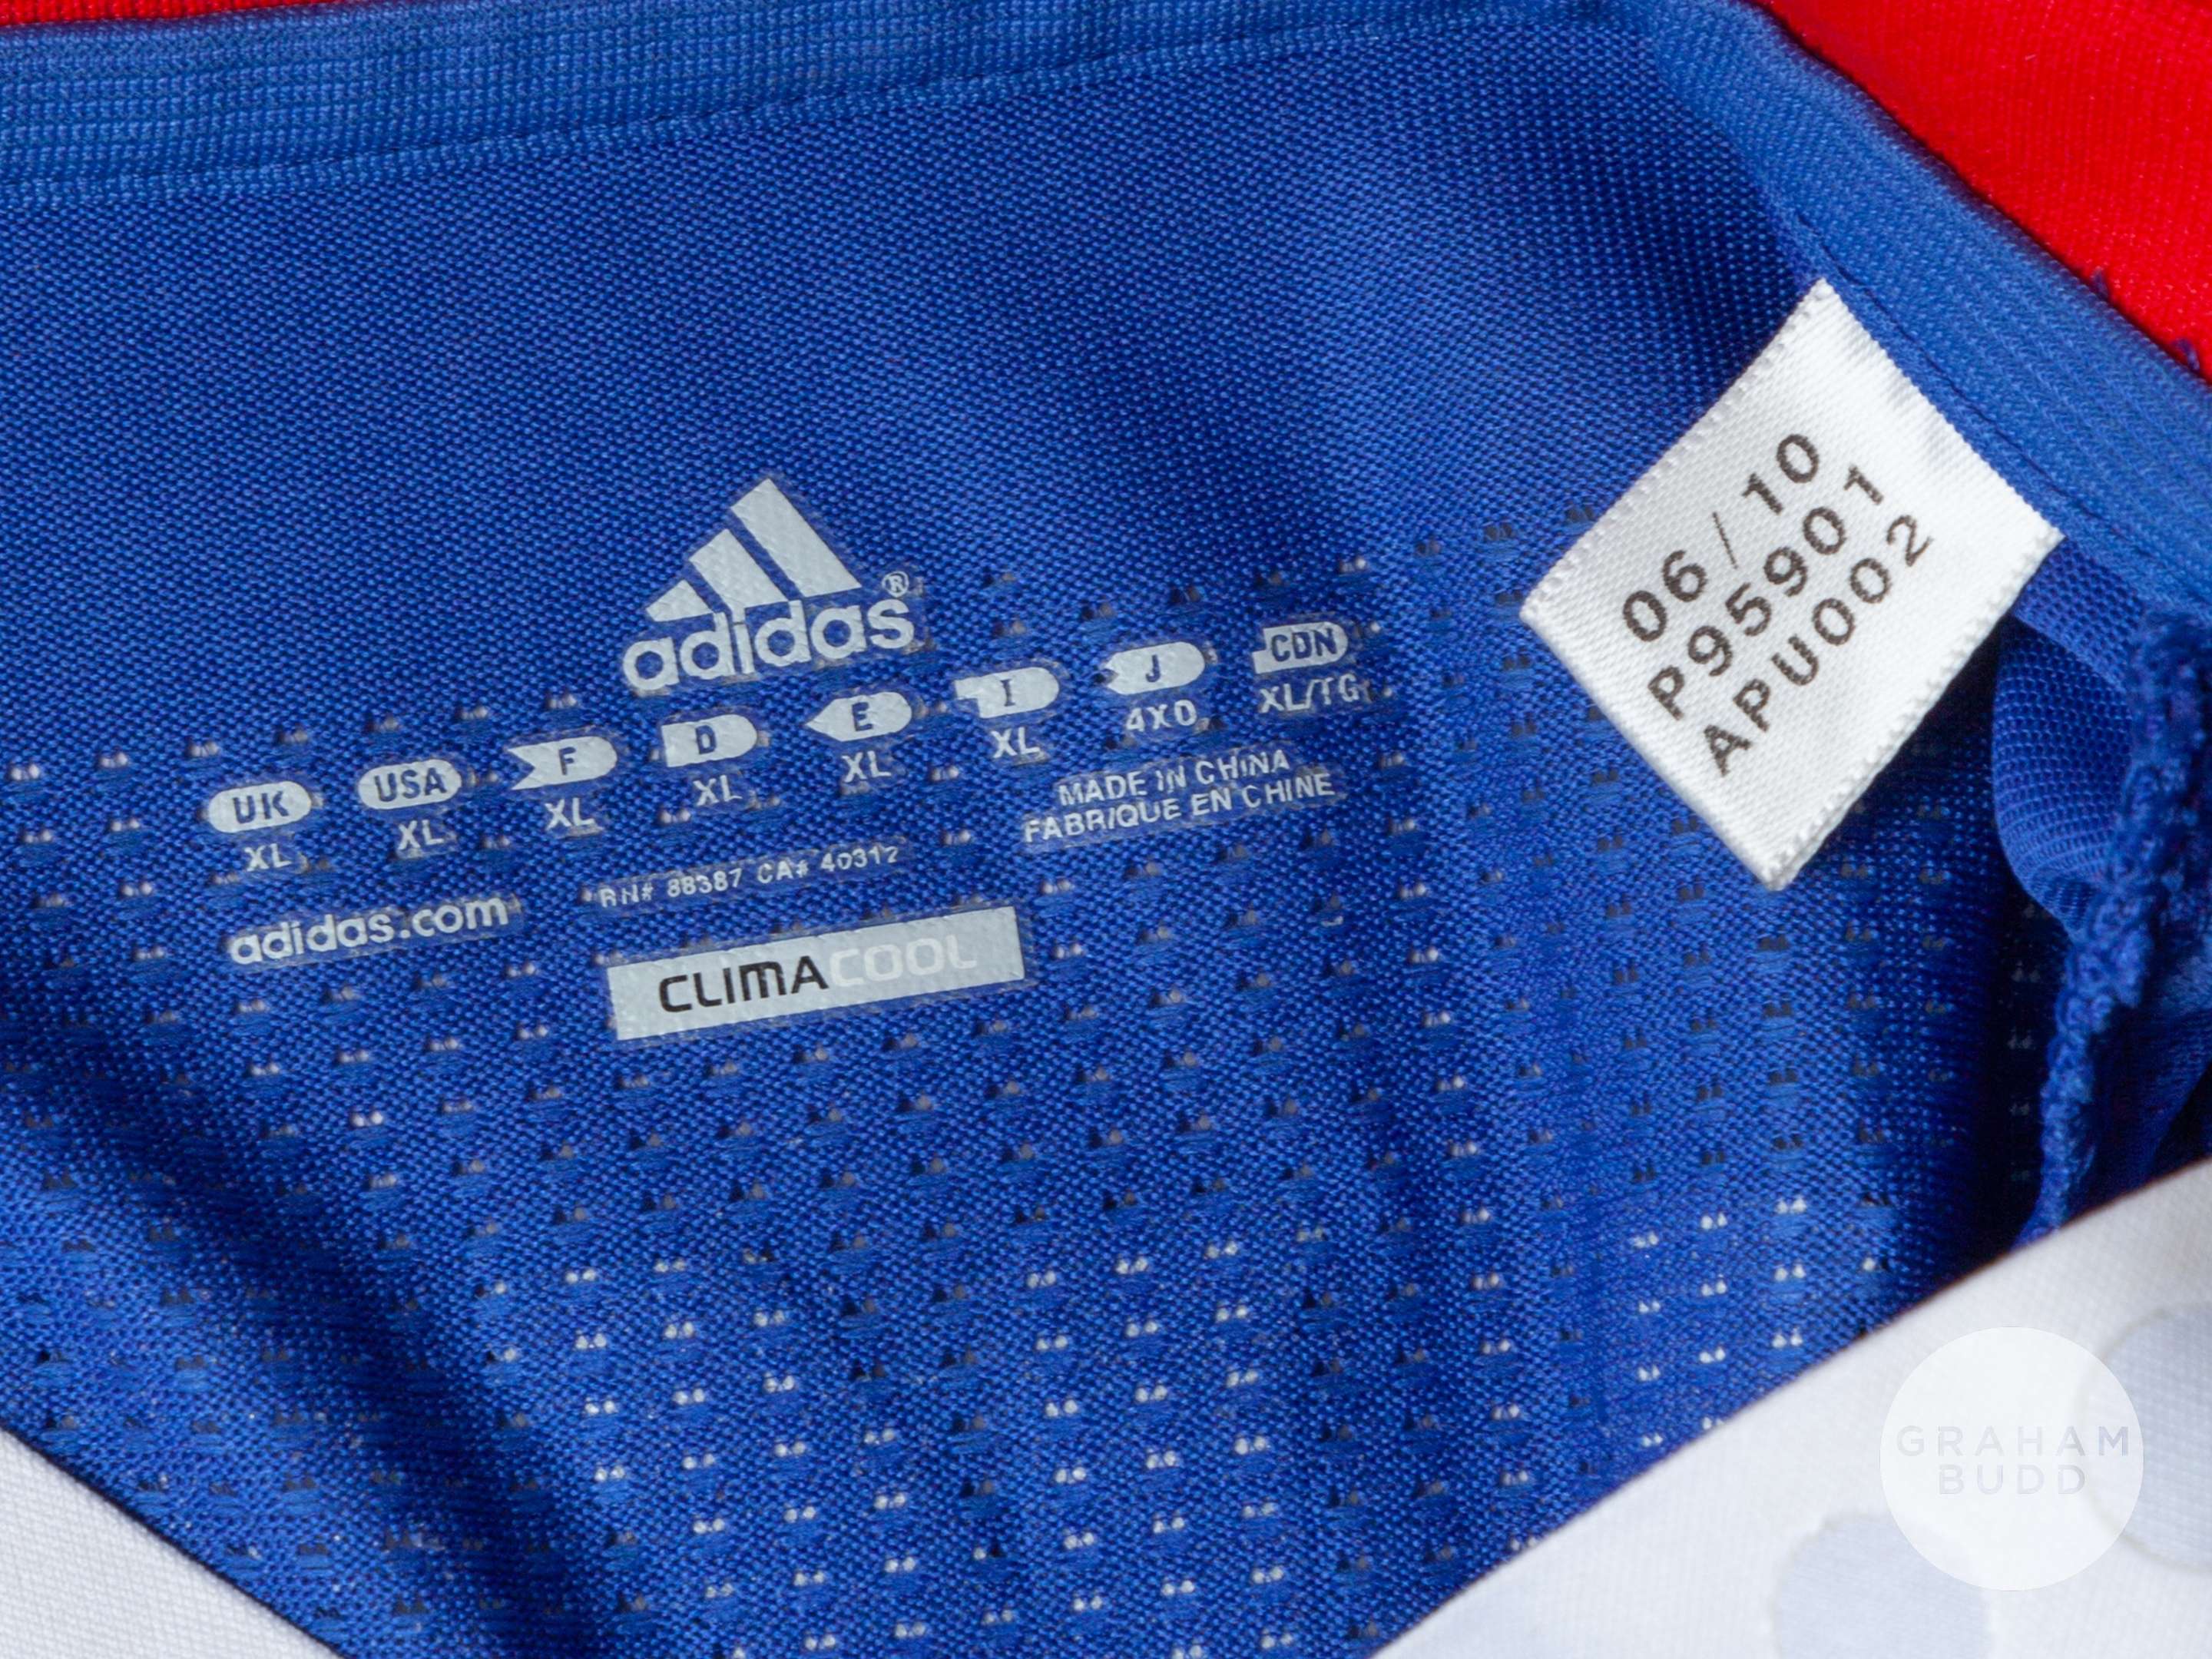 adidas®
UK USA F D E I J CDN
XL XL XL XL XL XL 4XO XL/TG
MADE IN CHINA
FABRIQUE EN CHINE
RN# 88387 CA# 40312
adidas.com
CLIMACOOL
06/10
P95901
APU002
GRAHAM
BUDD